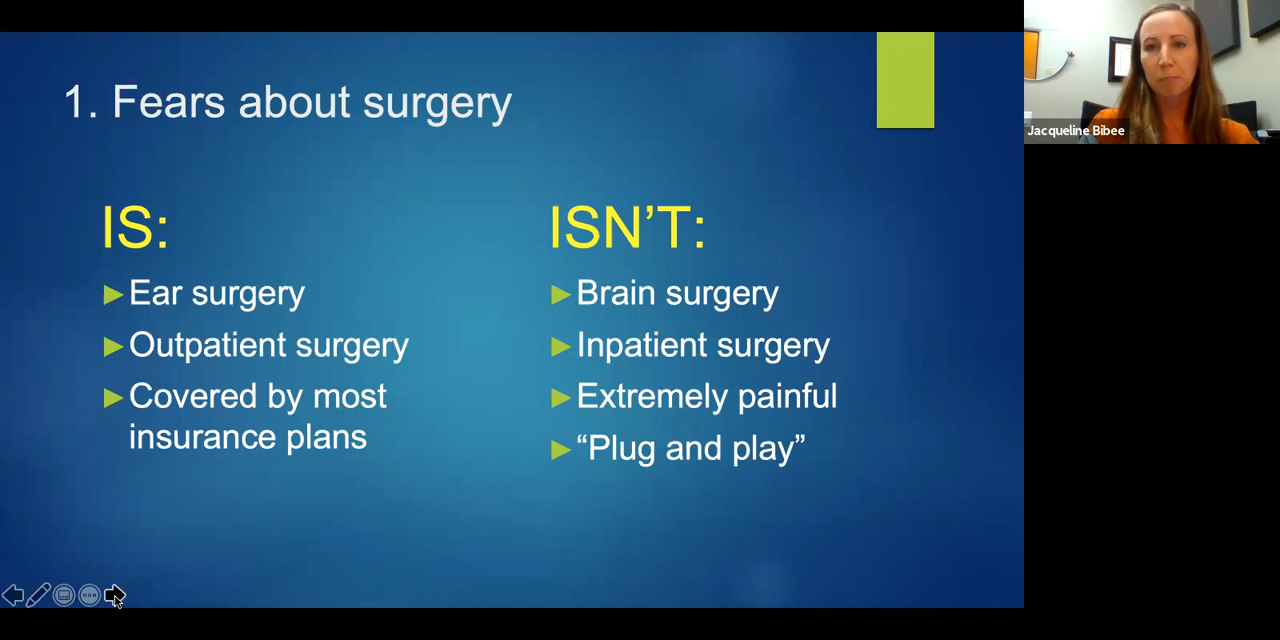 1. Fears about surgery
IS:
Ear surgery
Outpatient surgery
Covered by most
insurance plans
ISN’T:
Brain surgery
Inpatient surgery
Extremely painful
“Plug and play”
Jacqueline Bibee